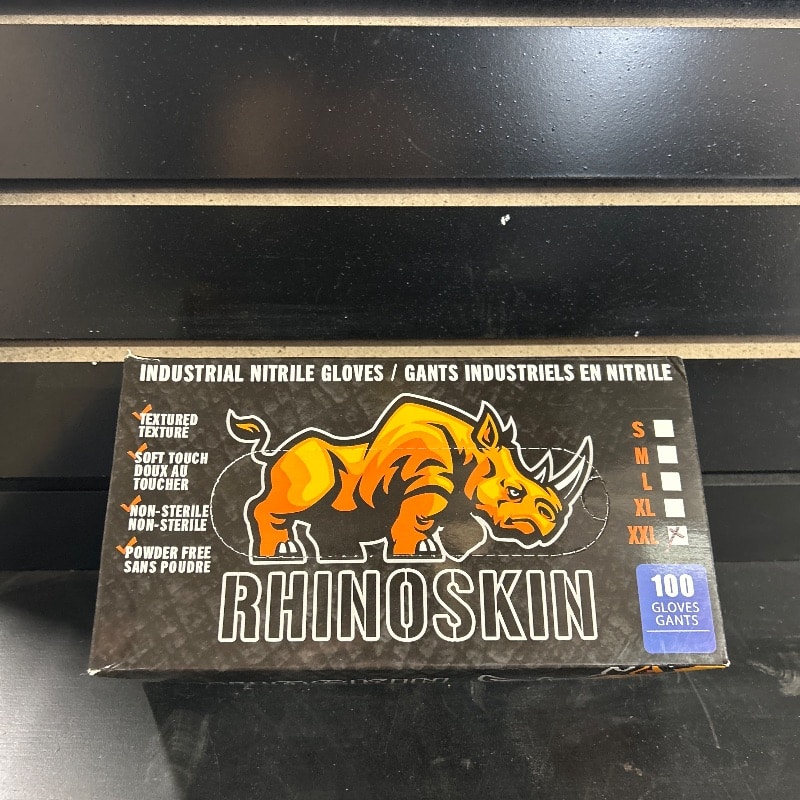 INDUSTRIAL NITRILE GLOVES / GANTS INDUSTRIELS EN NITRILE
TEXTURED
TEXTURÉ
SOFT TOUCH
DOUX AU
TOUCHER
NON-STERILE
NON-STERILE
POWDER FREE
SANS POUDRE
RHINOSKIN
S
M
L
XL
XXL
100
GLOVES
GANTS